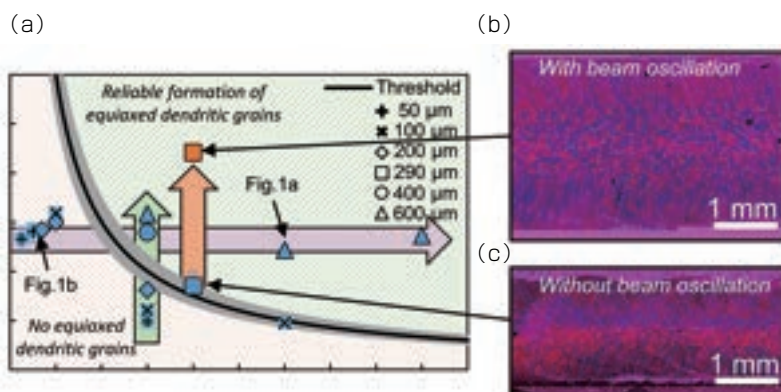 (a)
Reliable formation of
equiaxed dendritic grains
Threshold
50 μm
100 μm
200 μm
290 μm
400 μm
600 μm
Fig.1a
Fig.1b
No equiaxed
dendritic grains
(b)
With beam oscillation
1 mm
(c)
Without beam oscillation
1 mm